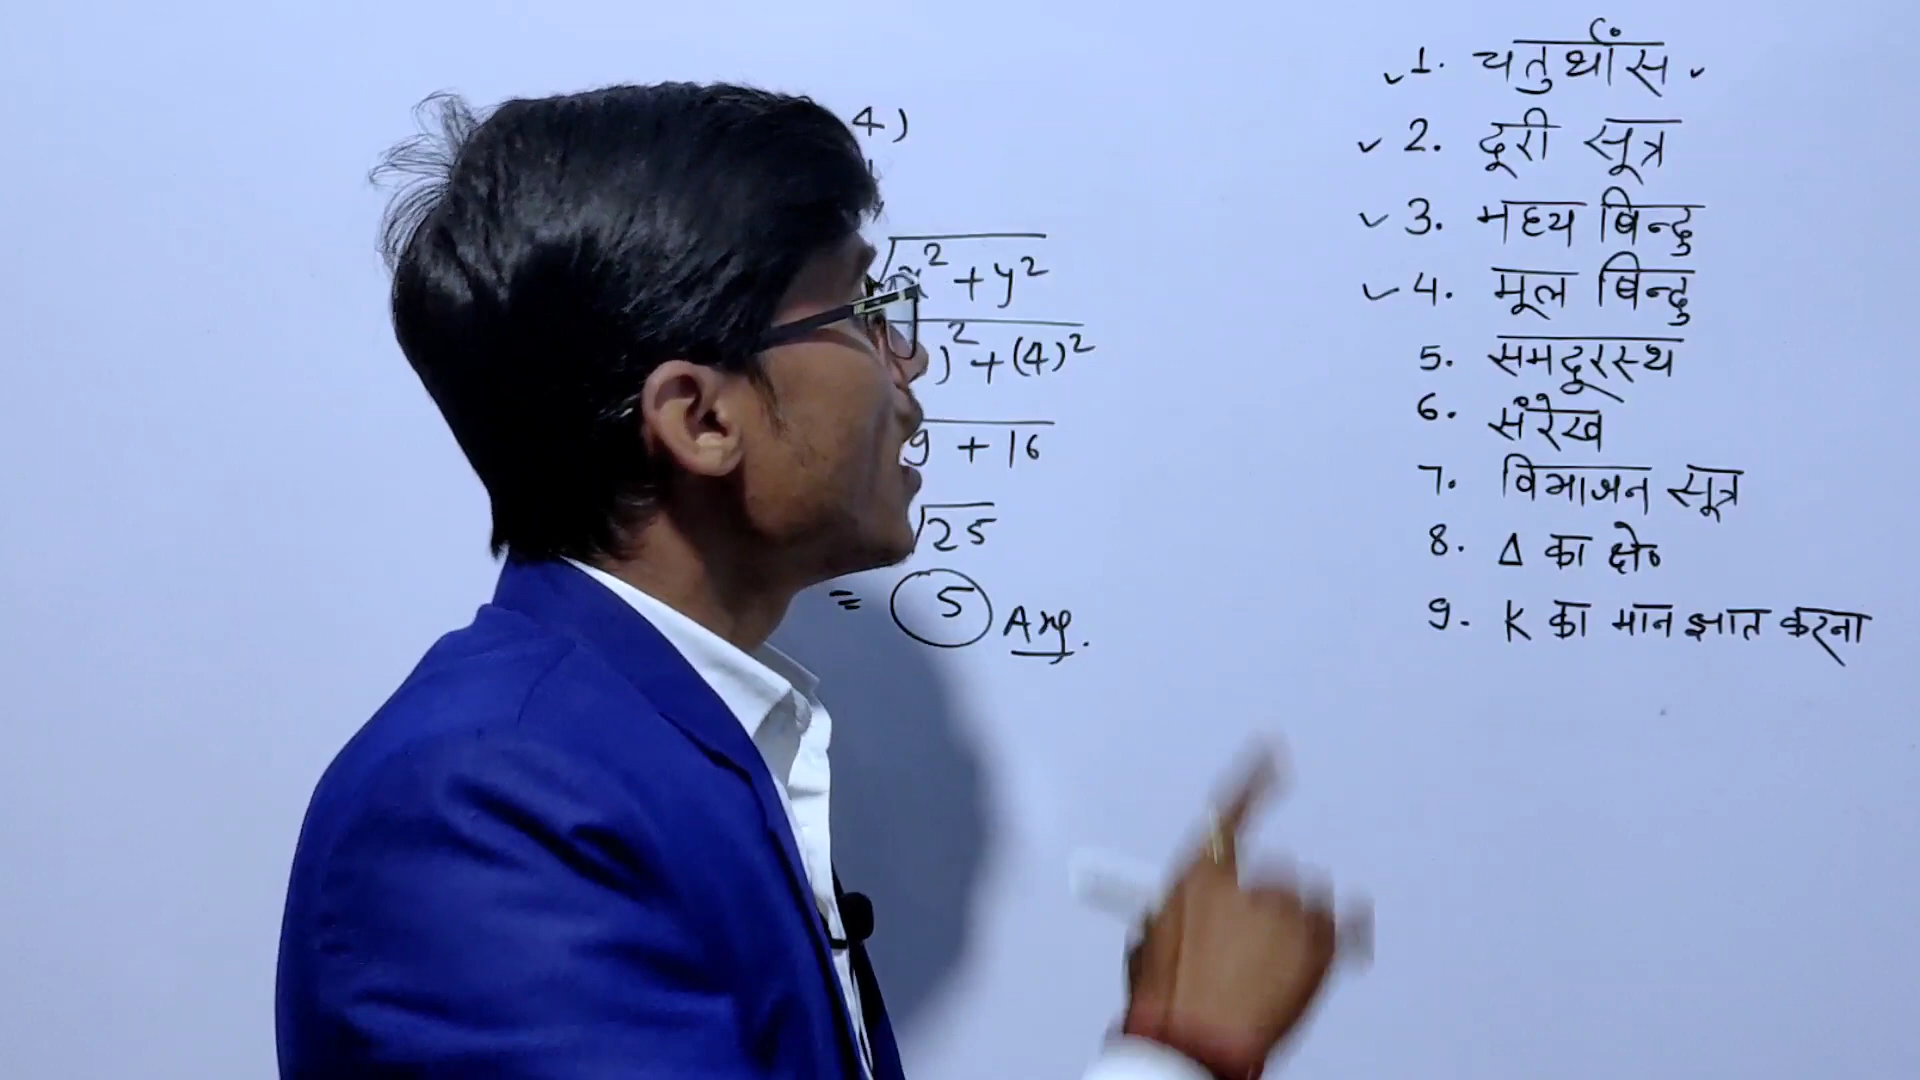 4)
√x² + y²
)² + (4)²
9 + 16
√25
= 5 Ans.
1. चतुर्थांस
2. दूरी सूत्र
3. मध्य बिन्दु
4. मूल बिन्दु
5. समदूरस्थ
6. संरेख
7. विभाजन सूत्र
8. Δ का क्षे०
9. K का मान ज्ञात करना